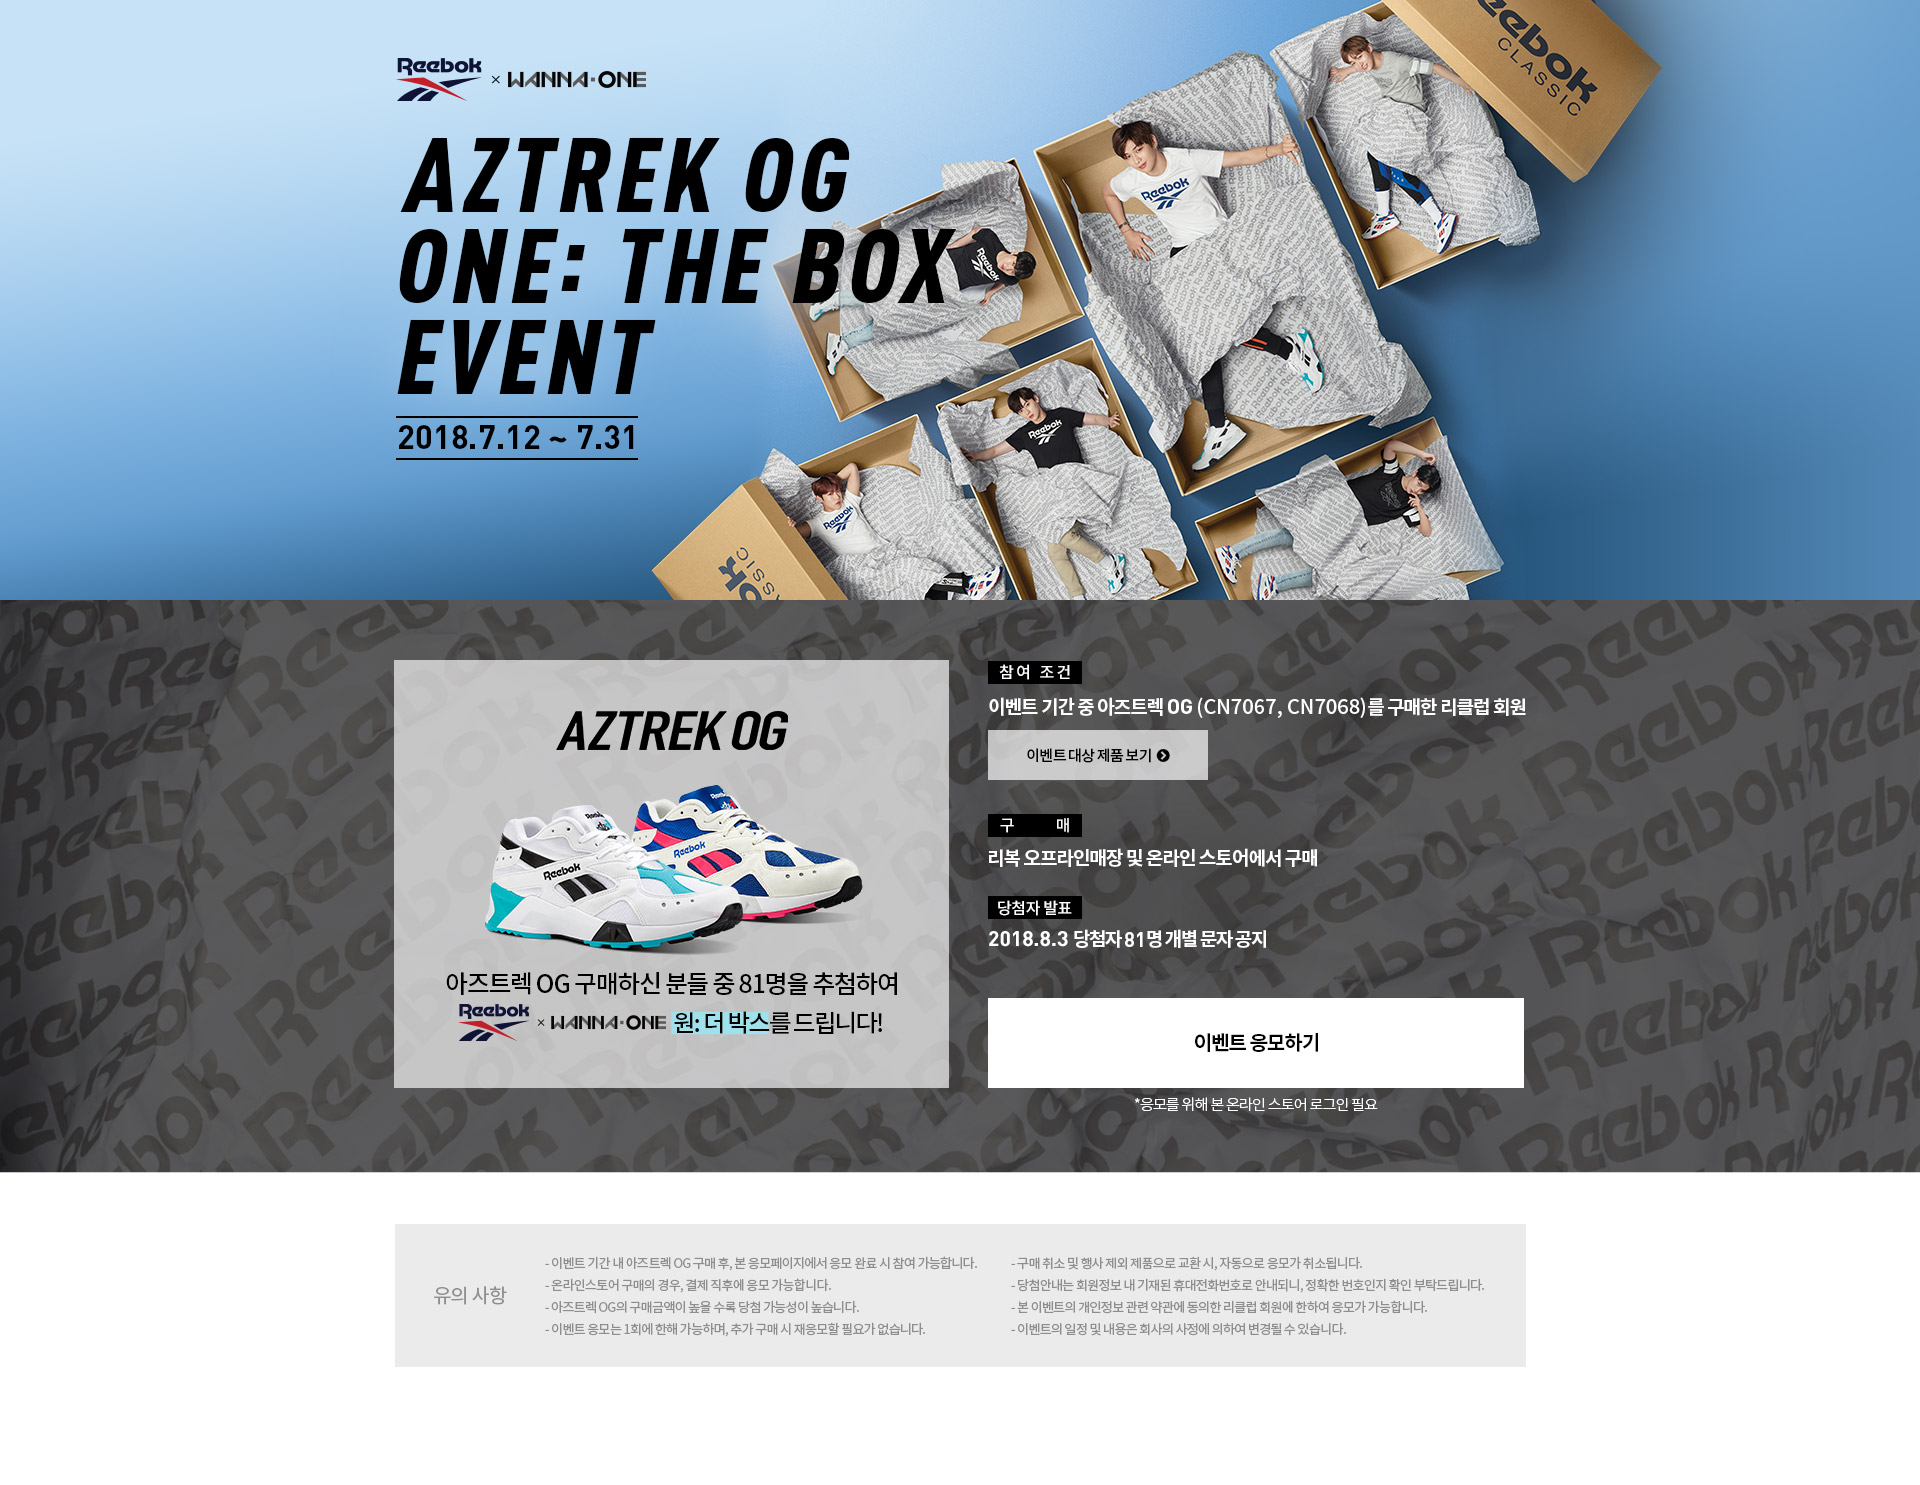 Reebok × WANNA·ONE
AZTREK OG
ONE: THE BOX
EVENT
2018.7.12 ~ 7.31
Reebok
CLASSIC
Reebok
Reebok
Reebok
Reebok
AZTREK OG
Reebok
Reebok
아즈트렉 OG 구매하신 분들 중 81명을 추첨하여
Reebok × WANNA·ONE 원: 더 박스를 드립니다!
참여 조건
이벤트 기간 중 아즈트렉 OG (CN7067, CN7068)를 구매한 리클럽 회원
이벤트 대상 제품 보기
구 매
리복 오프라인매장 및 온라인 스토어에서 구매
당첨자 발표
2018.8.3 당첨자 81명 개별 문자 공지
이벤트 응모하기
*응모를 위해 본 온라인 스토어 로그인 필요
유의 사항
- 이벤트 기간 내 아즈트렉 OG 구매 후, 본 응모페이지에서 응모 완료 시 참여 가능합니다.
- 온라인스토어 구매의 경우, 결제 직후에 응모 가능합니다.
- 아즈트렉 OG의 구매금액이 높을 수록 당첨 가능성이 높습니다.
- 이벤트 응모는 1회에 한해 가능하며, 추가 구매 시 재응모할 필요가 없습니다.
- 구매 취소 및 행사 제외 제품으로 교환 시, 자동으로 응모가 취소됩니다.
- 당첨안내는 회원정보 내 기재된 휴대전화번호로 안내되니, 정확한 번호인지 확인 부탁드립니다.
- 본 이벤트의 개인정보 관련 약관에 동의한 리클럽 회원에 한하여 응모가 가능합니다.
- 이벤트의 일정 및 내용은 회사의 사정에 의하여 변경될 수 있습니다.